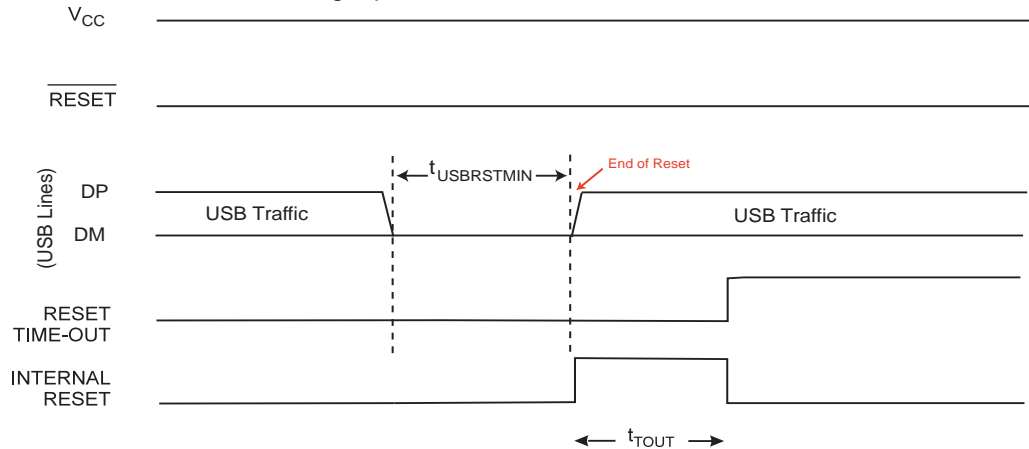 VCC
RESET
End of Reset
tUSBRSTMIN
DP
USB Traffic
USB Traffic
(USB Lines)
DM
RESET
TIME-OUT
INTERNAL
RESET
tTOUT